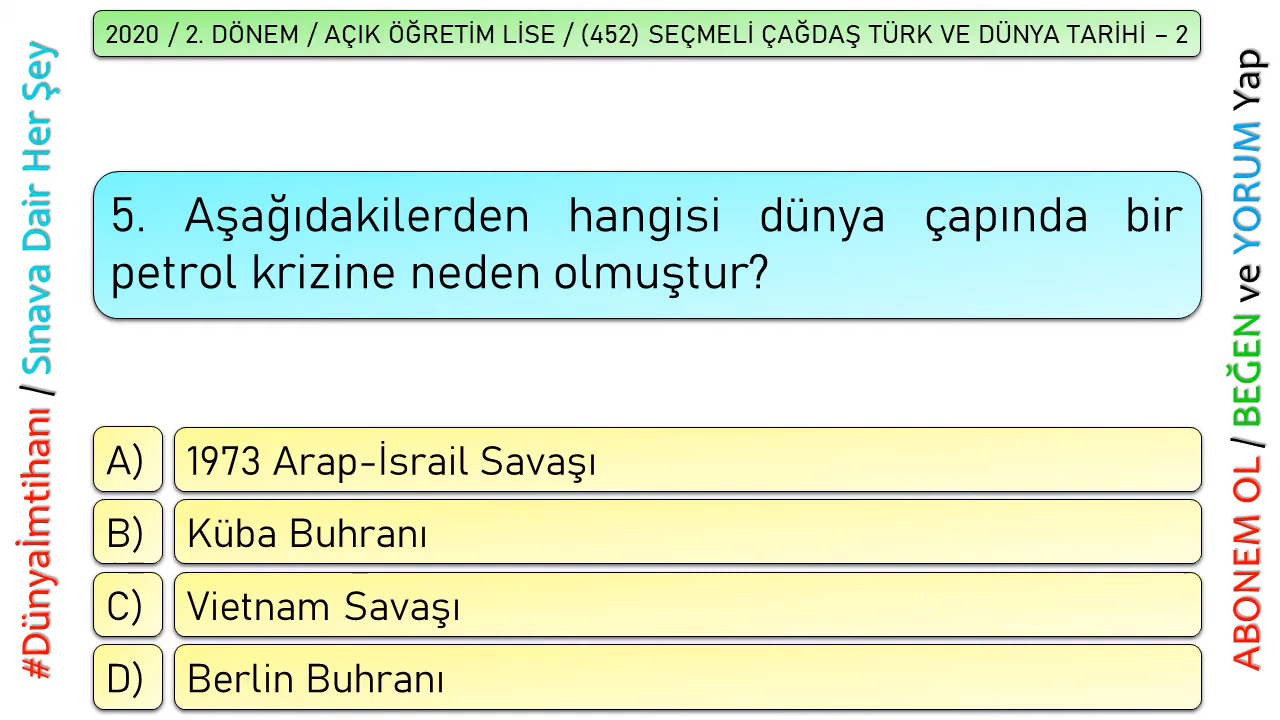 2020 / 2. DÖNEM / AÇIK ÖĞRETİM LİSE / (452) SEÇMELİ ÇAĞDAŞ TÜRK VE DÜNYA TARİHİ – 2
#Dünyaİmtihanı / Sınava Dair Her Şey
5. Aşağıdakilerden hangisi dünya çapında bir
petrol krizine neden olmuştur?
A) 1973 Arap-İsrail Savaşı
B) Küba Buhranı
C) Vietnam Savaşı
D) Berlin Buhranı
ABONEM OL / BEĞEN ve YORUM Yap